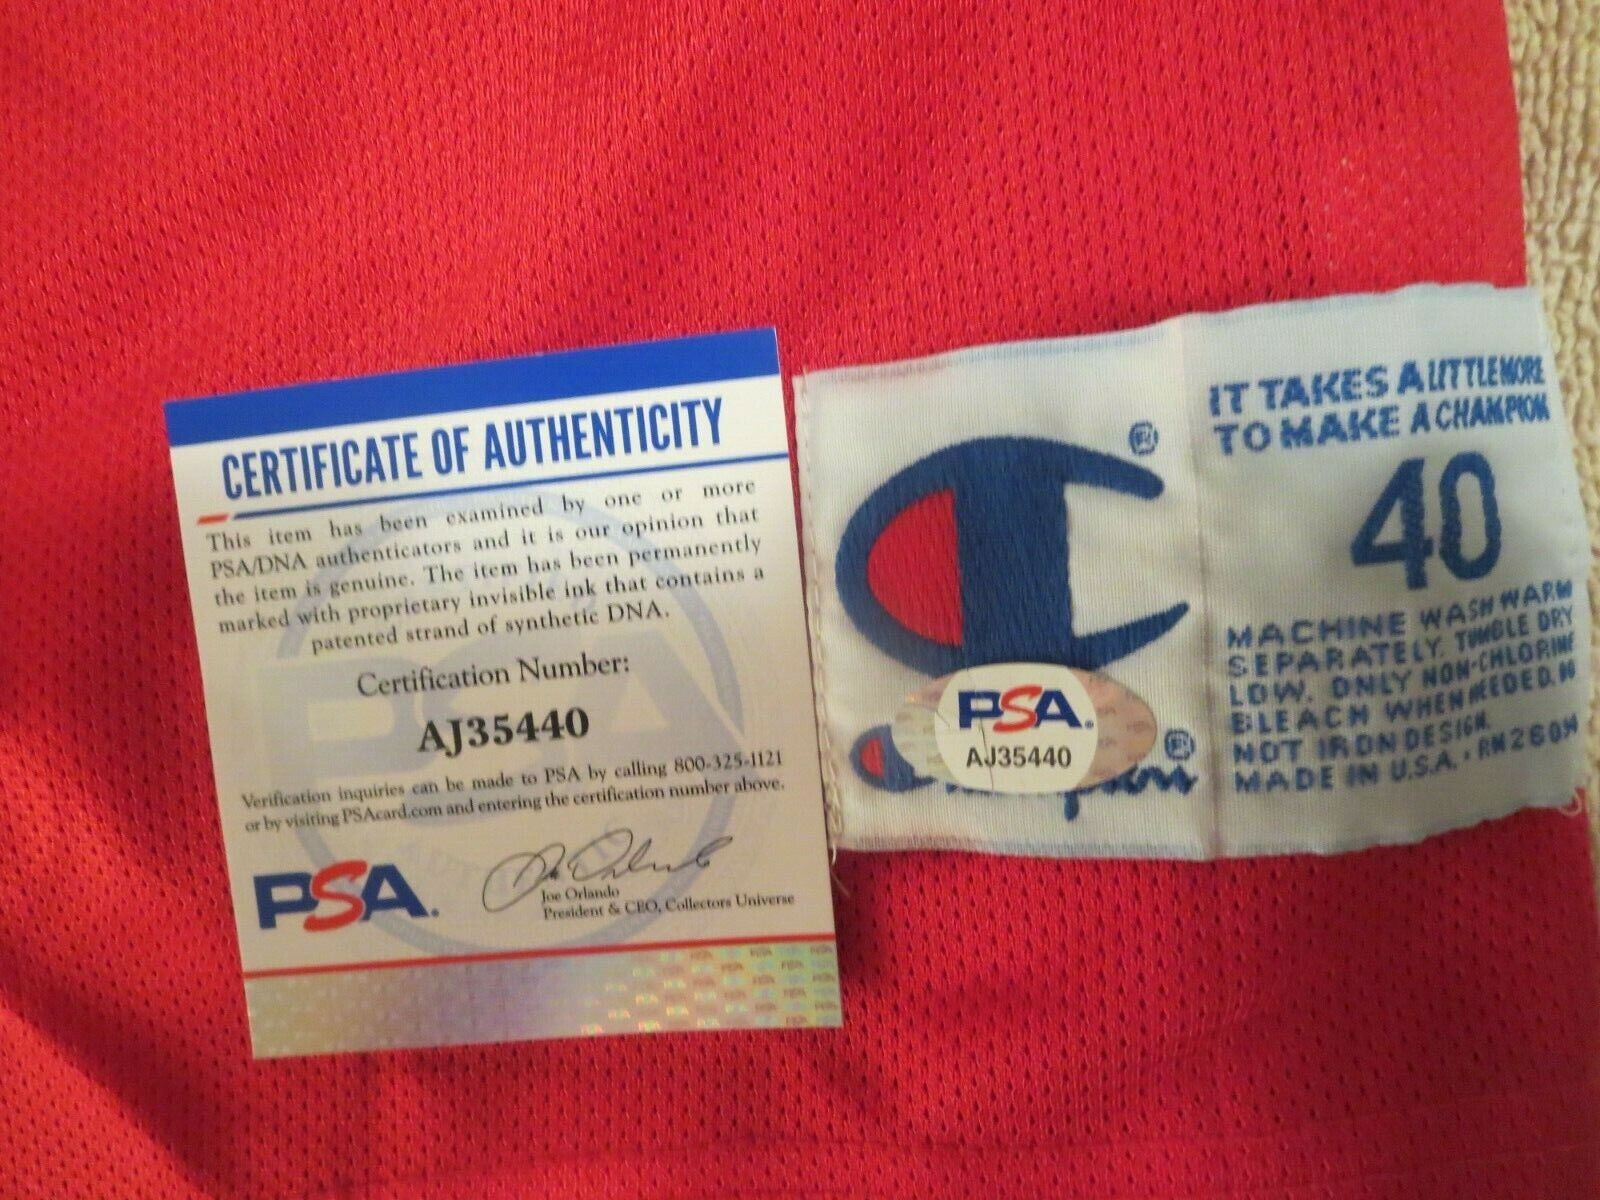 CERTIFICATE OF AUTHENTICITY
This item has been examined by one or more
PSA/DNA authenticators and it is our opinion that
the item is genuine. The item has been permanently
marked with proprietary invisible ink that contains a
patented strand of synthetic DNA.
Certification Number:
AJ35440
Verification inquiries can be made to PSA by calling 800-325-1121
or by visiting PSAcard.com and entering the certification number above.
PSA.
Joe Orlando
President & CEO, Collectors Universe
®
PSA.
AJ35440
®
IT TAKES A LITTLE MORE
TO MAKE A CHAMPION
40
MACHINE WASH WARM
SEPARATELY. TUMBLE DRY
LOW. ONLY NON-CHLORINE
BLEACH WHEN NEEDED. DO
NOT IRON DESIGN.
MADE IN U.S.A. • RN 26094